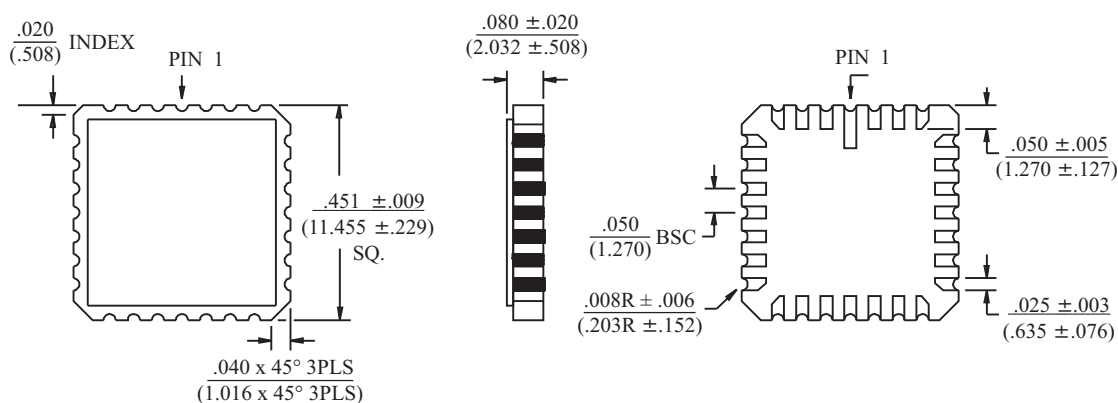 .020
(.508) INDEX
PIN 1
.451 ±.009
(11.455 ±.229)
SQ.
.040 x 45° 3PLS
(1.016 x 45° 3PLS)
.080 ±.020
(2.032 ±.508)
PIN 1
.050 ±.005
(1.270 ±.127)
.050
(1.270) BSC
.008R ± .006
(.203R ±.152)
.025 ±.003
(.635 ±.076)